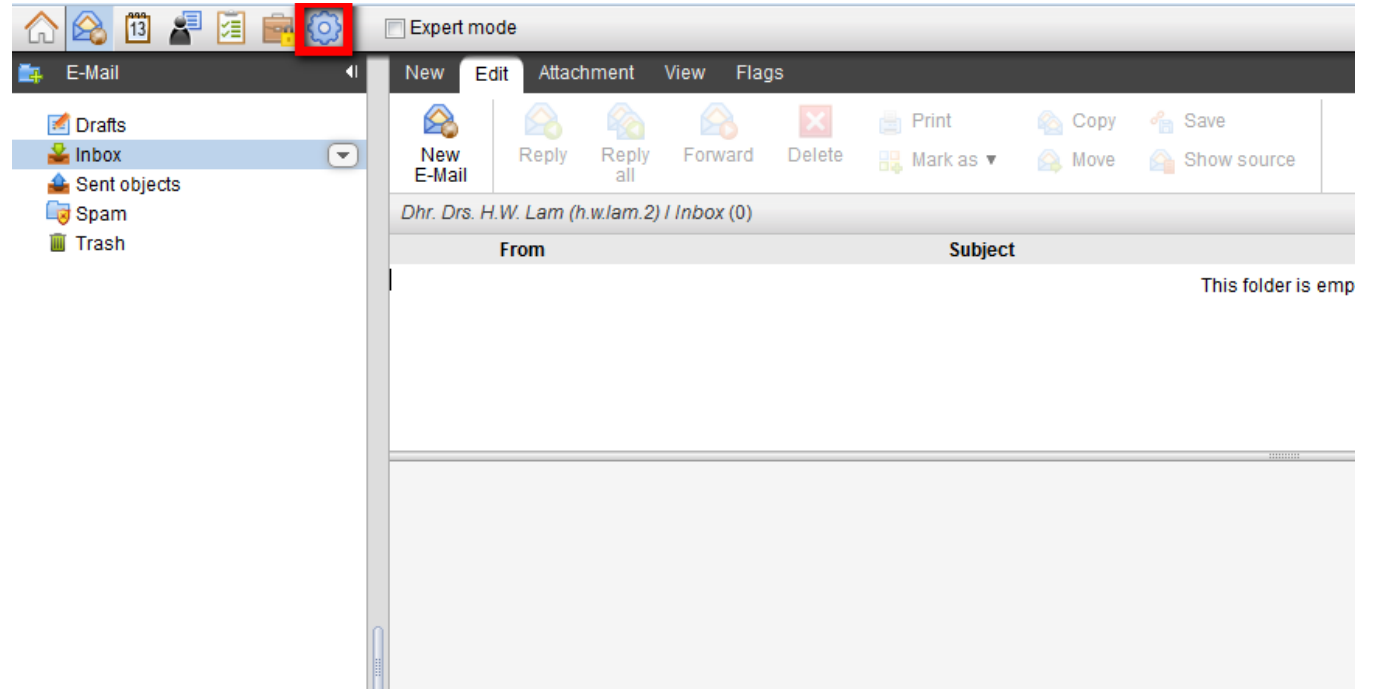 13
Expert mode
E-Mail
New Edit Attachment View Flags
Drafts
Inbox
Sent objects
Spam
Trash
New E-Mail
Reply
Reply all
Forward
Delete
Print
Mark as ▼
Copy
Move
Save
Show source
Dhr. Drs. H.W. Lam (h.w.lam.2) / Inbox (0)
From Subject
This folder is emp